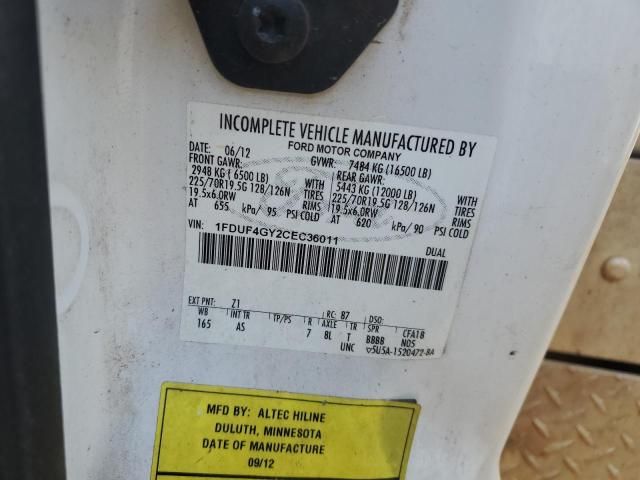 INCOMPLETE VEHICLE MANUFACTURED BY
FORD MOTOR COMPANY
DATE: 06/12 GVWR: 7484 KG (16500 LB)
FRONT GAWR: REAR GAWR:
2948 KG ( 6500 LB) WITH 5443 KG (12000 LB) WITH
225/70R19.5G 128/126N TIRES 225/70R19.5G 128/126N TIRES
19.5x6.0RW RIMS 19.5x6.0RW RIMS
AT 655 kPa/ 95 PSI COLD AT 620 kPa/ 90 PSI COLD
VIN: 1FDUF4GY2CEC36011
EXT PNT: Z1 RC: 87 DSO:
WB INT TR TP/PS R AXLE TR SPR CFA18
165 AS 7 8L T BBBB N05
UNC ▽5U5A-1520472-BA
MFD BY: ALTEC HILINE
DULUTH, MINNESOTA
DATE OF MANUFACTURE
09/12